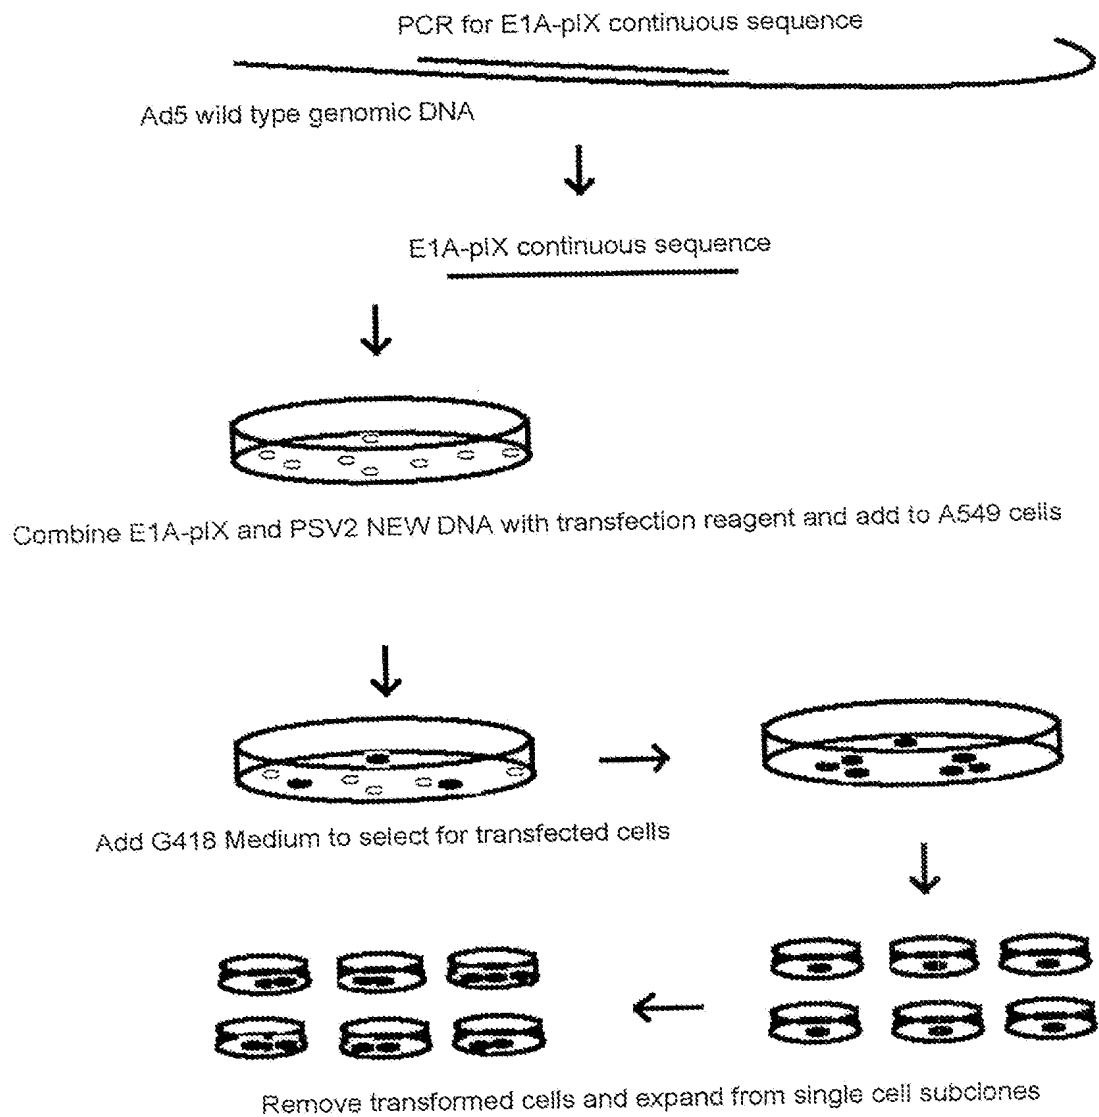 PCR for E1A-pIX continuous sequence
Ad5 wild type genomic DNA
E1A-pIX continuous sequence
Combine E1A-pIX and PSV2 NEW DNA with transfection reagent and add to A549 cells
Add G418 Medium to select for transfected cells
Remove transformed cells and expand from single cell subclones